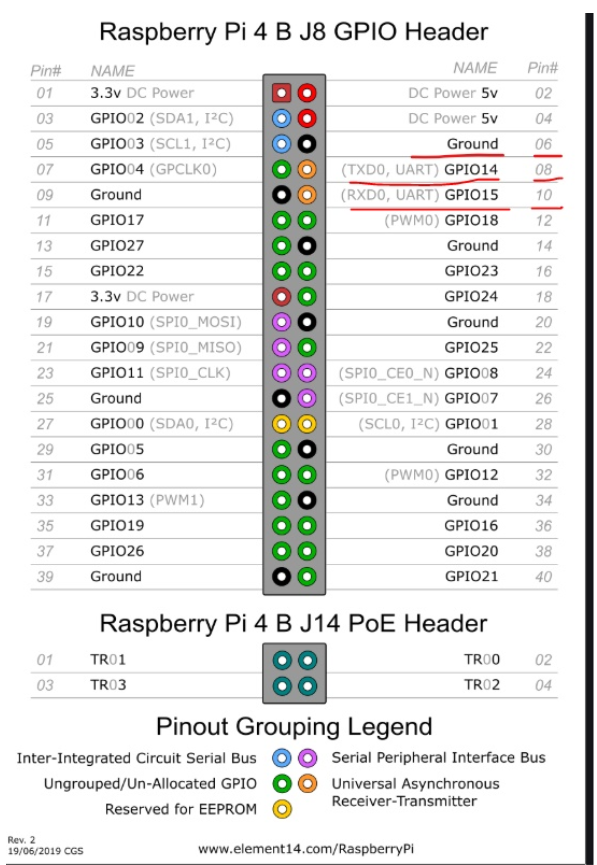 Raspberry Pi 4 B J8 GPIO Header
Pin# NAME NAME Pin#
01 3.3v DC Power DC Power 5v 02
03 GPIO02 (SDA1, I²C) DC Power 5v 04
05 GPIO03 (SCL1, I²C) Ground 06
07 GPIO04 (GPCLK0) (TXD0, UART) GPIO14 08
09 Ground (RXD0, UART) GPIO15 10
11 GPIO17 (PWM0) GPIO18 12
13 GPIO27 Ground 14
15 GPIO22 GPIO23 16
17 3.3v DC Power GPIO24 18
19 GPIO10 (SPI0_MOSI) Ground 20
21 GPIO09 (SPI0_MISO) GPIO25 22
23 GPIO11 (SPI0_CLK) (SPI0_CE0_N) GPIO08 24
25 Ground (SPI0_CE1_N) GPIO07 26
27 GPIO00 (SDA0, I²C) (SCL0, I²C) GPIO01 28
29 GPIO05 Ground 30
31 GPIO06 (PWM0) GPIO12 32
33 GPIO13 (PWM1) Ground 34
35 GPIO19 GPIO16 36
37 GPIO26 GPIO20 38
39 Ground GPIO21 40
Raspberry Pi 4 B J14 PoE Header
01 TR01 TR00 02
03 TR03 TR02 04
Pinout Grouping Legend
Inter-Integrated Circuit Serial Bus Serial Peripheral Interface Bus
Ungrouped/Un-Allocated GPIO Universal Asynchronous
Receiver-Transmitter
Reserved for EEPROM
Rev. 2
19/06/2019 CGS
www.element14.com/RaspberryPi